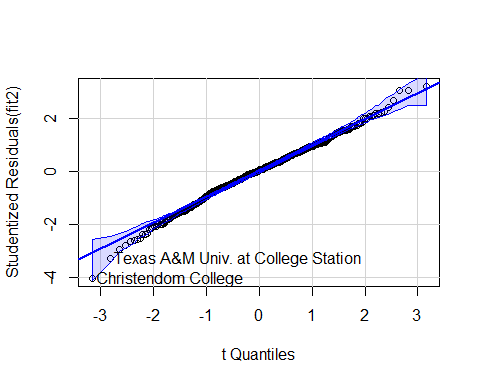 Studentized Residuals(fit2)
2
0
-2
-4
Texas A&M Univ. at College Station
Christendom College
-3 -2 -1 0 1 2 3
t Quantiles